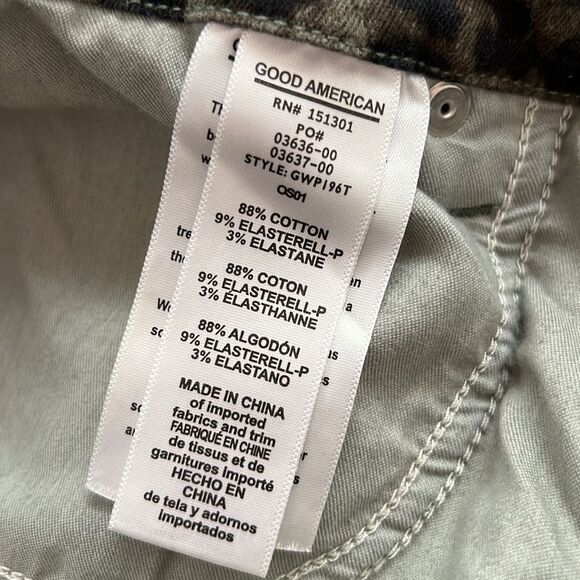 GOOD AMERICAN
RN# 151301
PO#
03636-00
03637-00
STYLE: GWP196T
OS01
88% COTTON
9% ELASTERELL-P
3% ELASTANE
88% COTON
9% ELASTERELL-P
3% ÉLASTHANNE
88% ALGODÓN
9% ELASTERELL-P
3% ELASTANO
MADE IN CHINA
of imported
fabrics and trim
FABRIQUÉ EN CHINE
de tissus et de
garnitures importé
HECHO EN
CHINA
de tela y adornos
importados